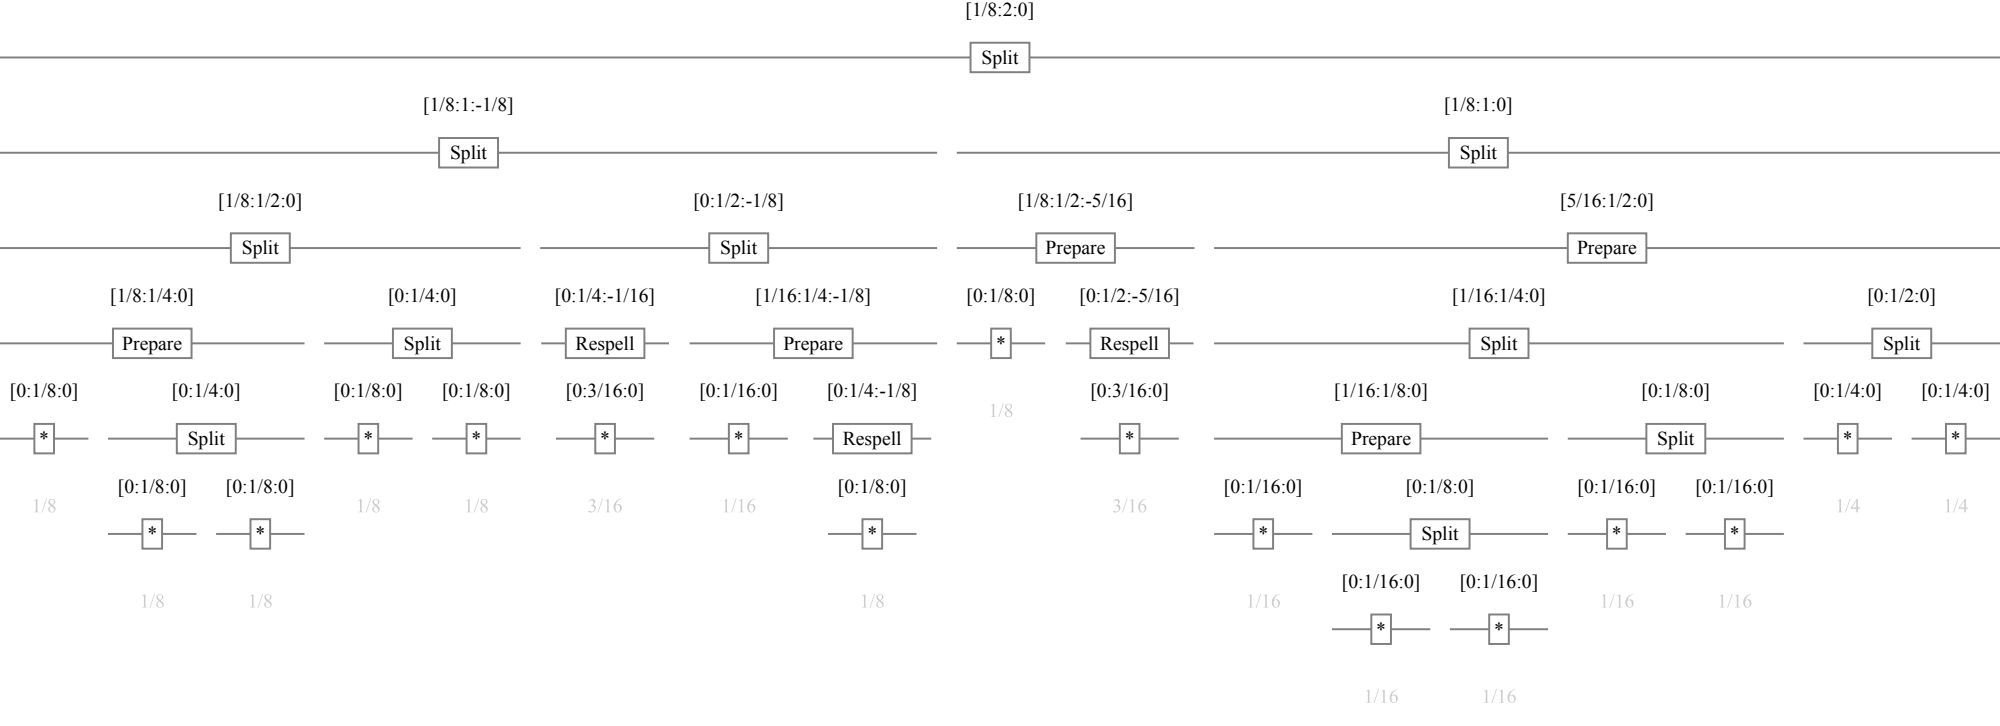 [1/8:2:0]
Split
[1/8:1:-1/8] [1/8:1:0]
Split Split
[1/8:1/2:0] [0:1/2:-1/8] [1/8:1/2:-5/16] [5/16:1/2:0]
Split Split Prepare Prepare
[1/8:1/4:0] [0:1/4:0] [0:1/4:-1/16] [1/16:1/4:-1/8] [0:1/8:0] [0:1/2:-5/16] [1/16:1/4:0] [0:1/2:0]
Prepare Split Respell Prepare * Respell Split Split
[0:1/8:0] [0:1/4:0] [0:1/8:0] [0:1/8:0] [0:3/16:0] [0:1/16:0] [0:1/4:-1/8] 1/8 [0:3/16:0] [1/16:1/8:0] [0:1/8:0] [0:1/4:0] [0:1/4:0]
* Split * * * * Respell * Prepare Split * *
1/8 [0:1/8:0] [0:1/8:0] 1/8 1/8 3/16 1/16 [0:1/8:0] 3/16 [0:1/16:0] [0:1/8:0] [0:1/16:0] [0:1/16:0] 1/4 1/4
* * * * Split * *
1/8 1/8 1/8 1/16 [0:1/16:0] [0:1/16:0] 1/16 1/16
* *
1/16 1/16